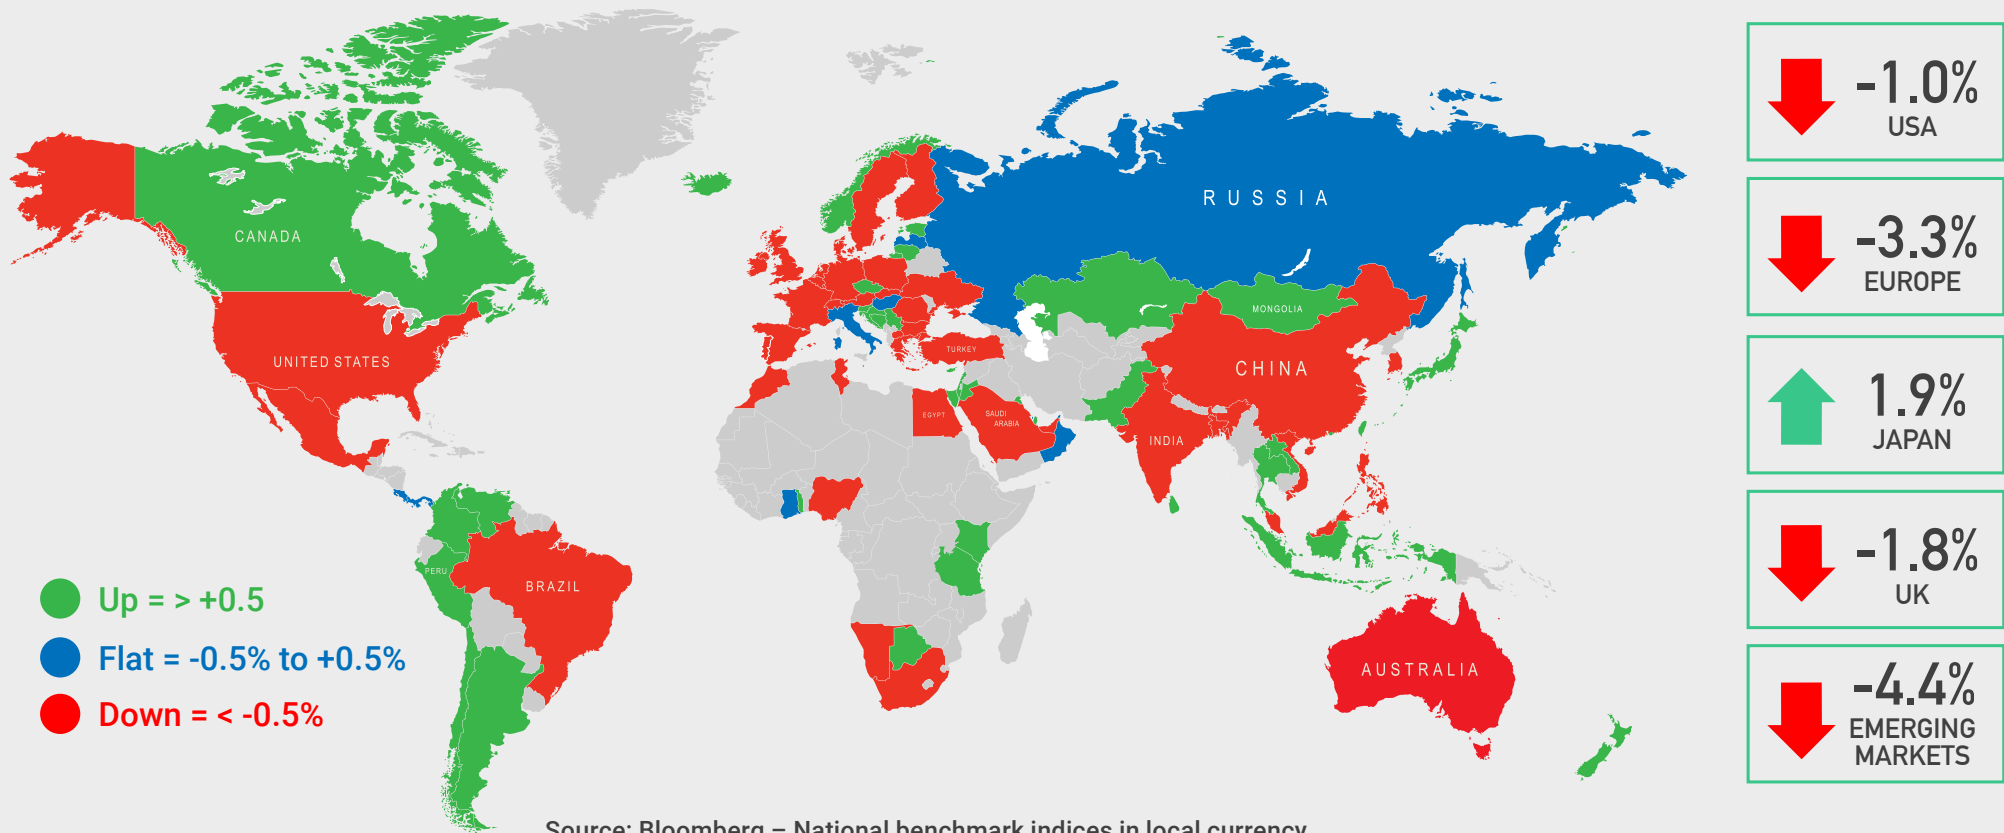 CANADA
UNITED STATES
PERU
BRAZIL
RUSSIA
MONGOLIA
CHINA
TURKEY
EGYPT
SAUDI
ARABIA
INDIA
AUSTRALIA
Up = > +0.5
Flat = -0.5% to +0.5%
Down = < -0.5%
-1.0%
USA
-3.3%
EUROPE
1.9%
JAPAN
-1.8%
UK
-4.4%
EMERGING
MARKETS
Source: Bloomberg – National benchmark indices in local currency